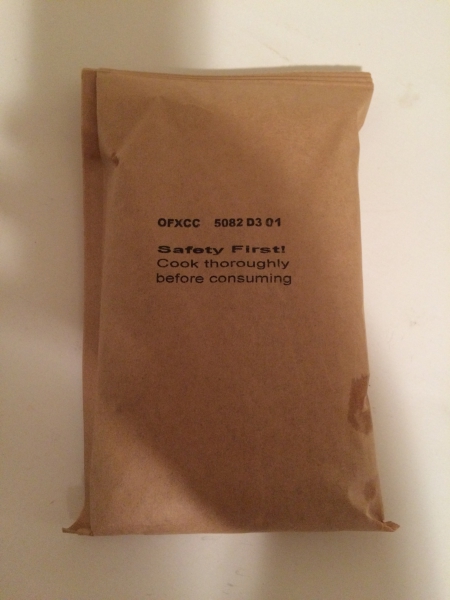 OFXCC 5082 D3 01
Safety First!
Cook thoroughly
before consuming